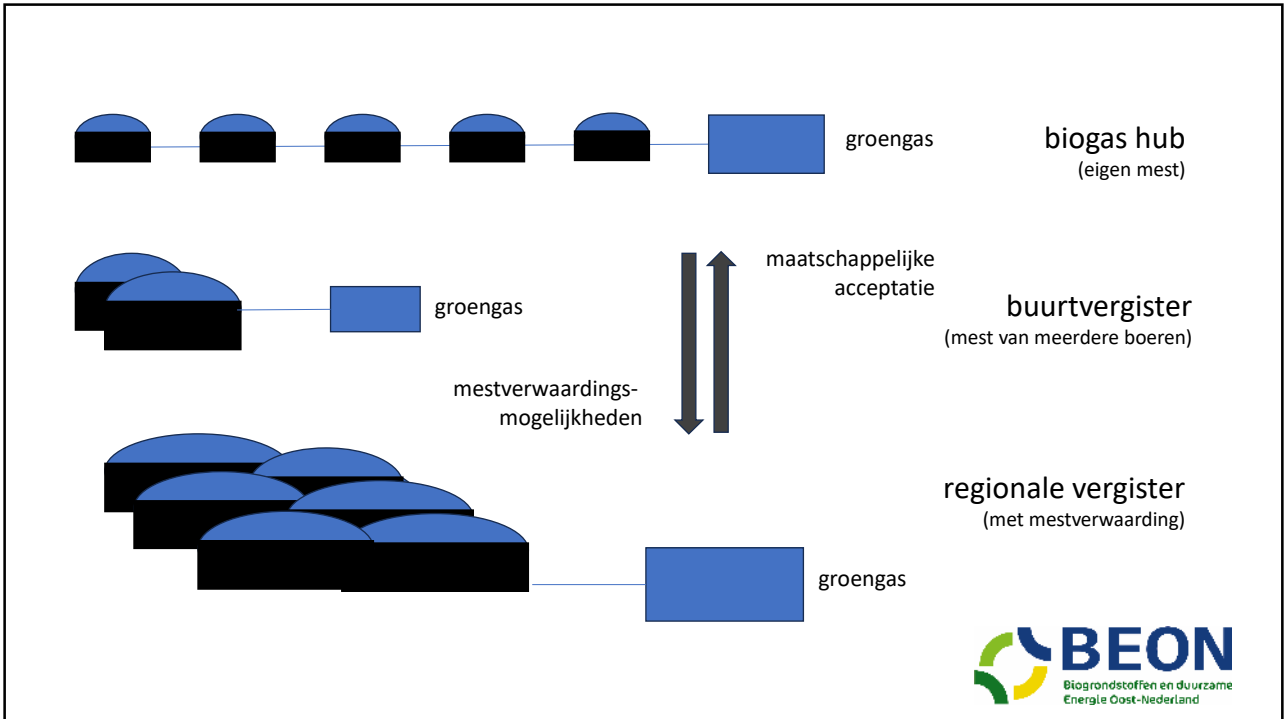 groengas
biogas hub
(eigen mest)
maatschappelijke
acceptatie
groengas
buurtvergister
(mest van meerdere boeren)
mestverwaardings-
mogelijkheden
regionale vergister
(met mestverwaarding)
groengas
BEON
Biogrondstoffen en duurzame
Energie Oost-Nederland